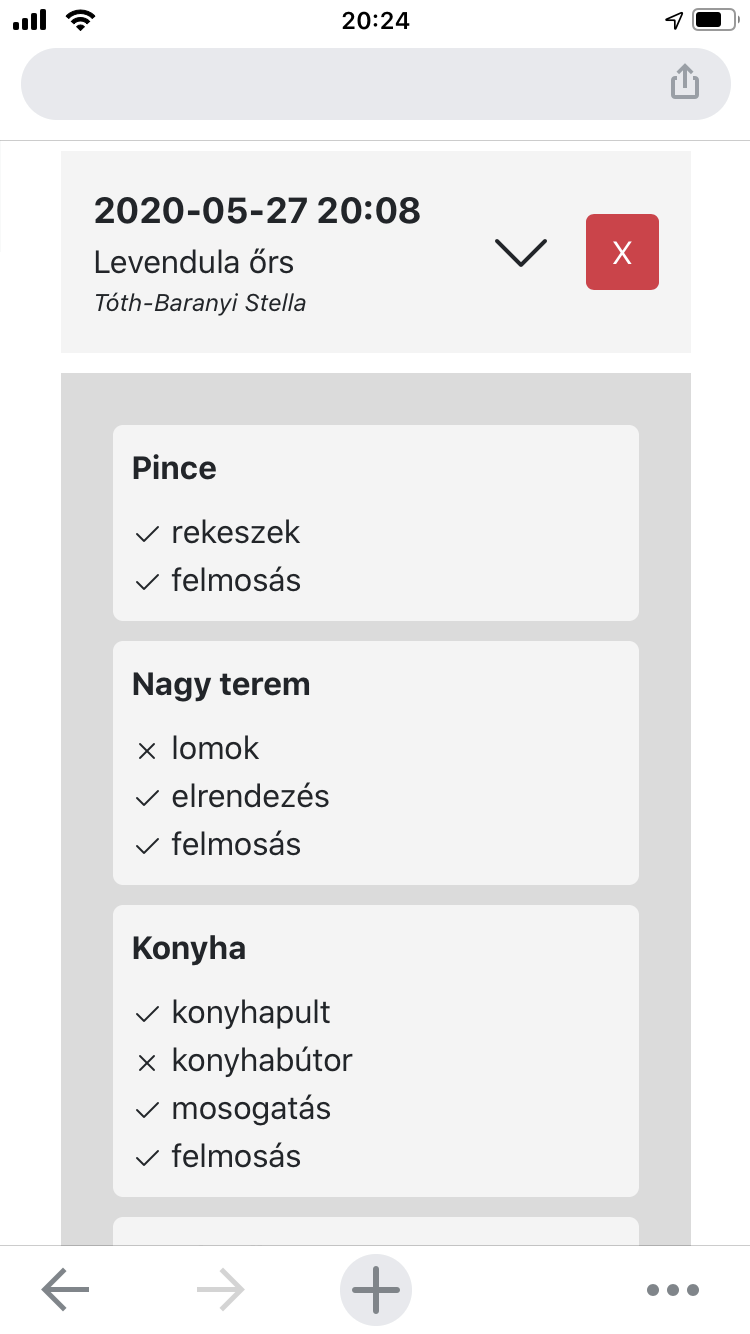 20:24
2020-05-27 20:08
Levendula őrs
Tóth-Baranyi Stella
X
Pince
rekeszek
felmosás
Nagy terem
lomok
elrendezés
felmosás
Konyha
konyhapult
konyhabútor
mosogatás
felmosás